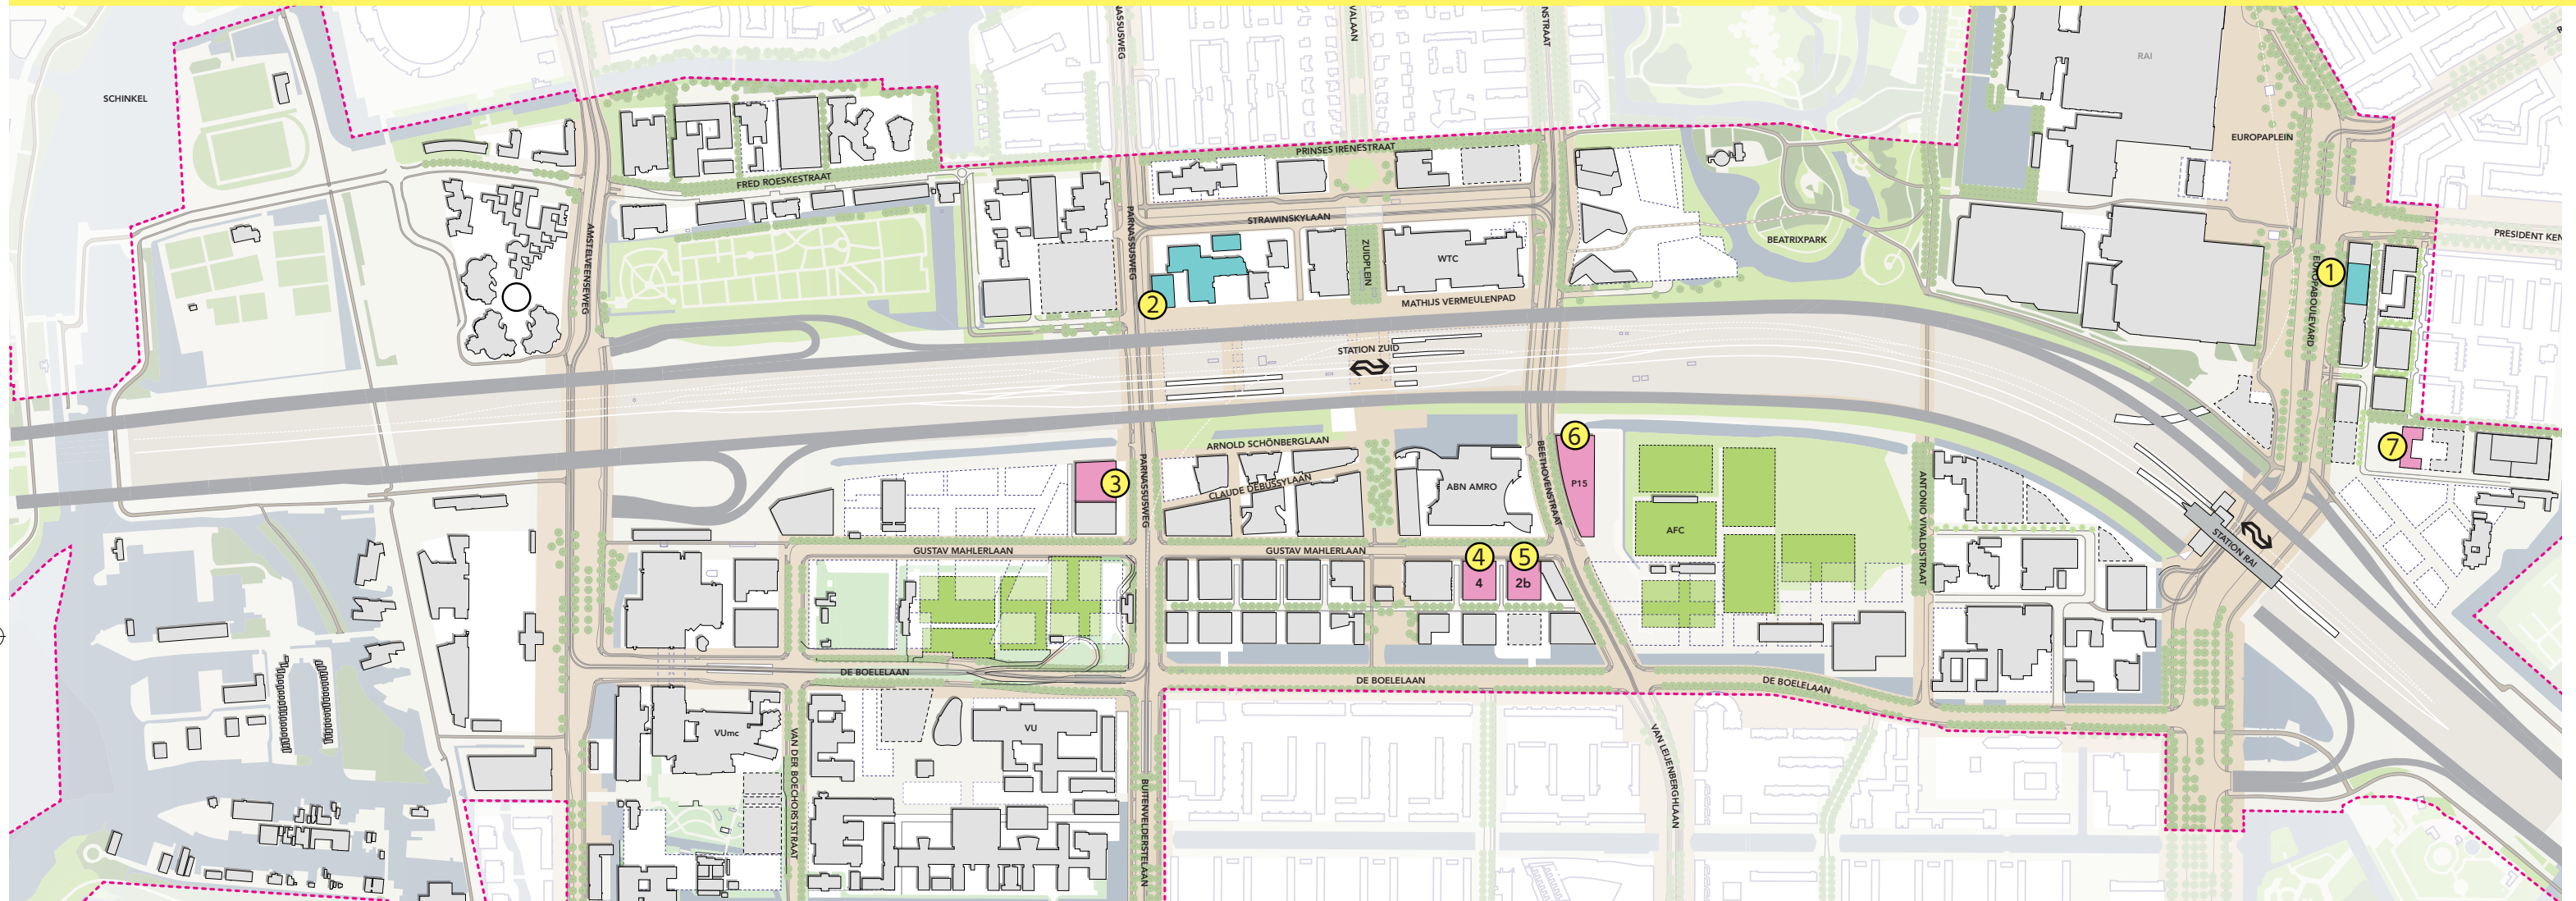 SCHINKEL
AMSTELVEENSEWEG
FRED ROESKESTRAAT
PARNASSUSWEG
PRINSES IRENESTRAAT
STRAWINSKYLAAN
ZUIDPLEIN
WTC
MATHIJS VERMEULENPAD
2
STATION ZUID
BEATRIXPARK
RAI
EUROPAPLEIN
EUROPABOULEVARD
1
7
ARNOLD SCHÖNBERGLAAN
CLAUDE DEBUSSYLAAN
3
PARNASSUSWEG
ABN AMRO
BEETHOVENSTRAAT
6
P15
AFC
ANTONIO VIVALDISTRAAT
STATION RAI
GUSTAV MAHLERLAAN
GUSTAV MAHLERLAAN
4
4
5
2b
DE BOELELAAN
DE BOELELAAN
DE BOELELAAN
VUmc
VAN DER BOECHORSTSTRAAT
VU
BUITENVELDERSTELAAN
VAN LEIJENBERGHLAAN